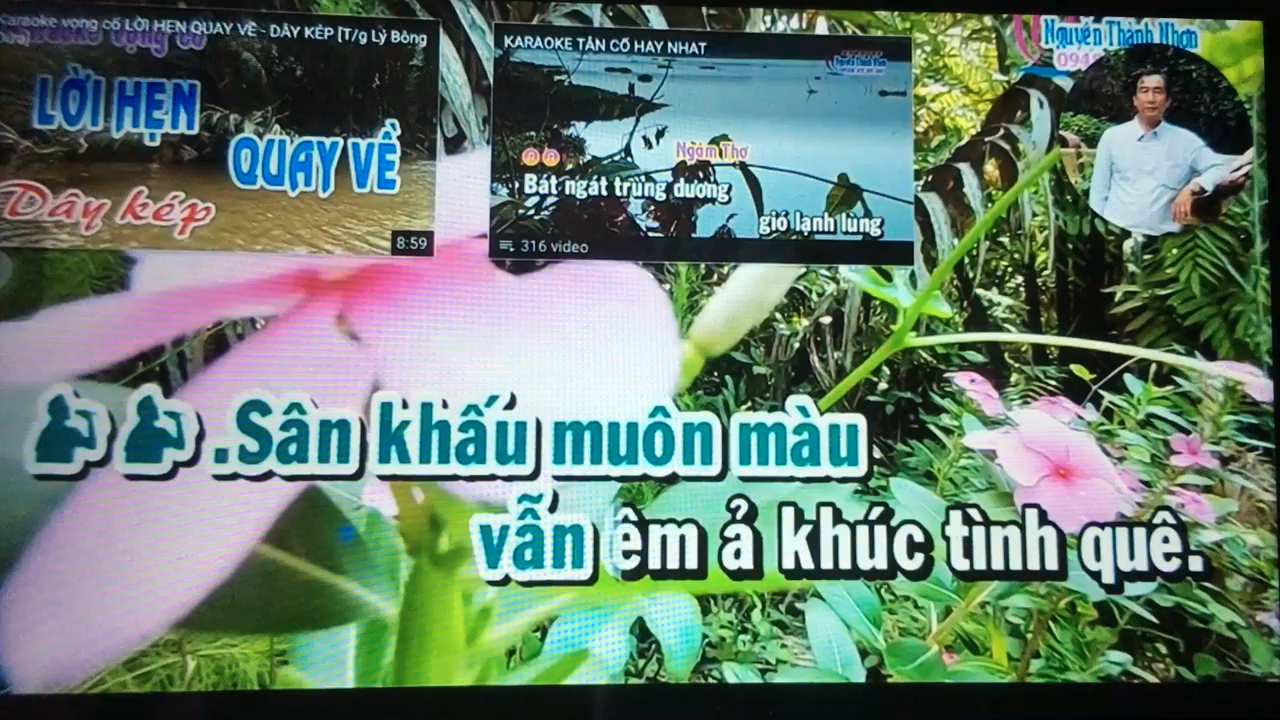 Karaoke vọng cổ LỜI HẸN QUAY VỀ - DÂY KÉP [T/g Lý Bông
LỜI HẸN
QUAY VỀ
Dây kép
8:59
KARAOKE TÂN CỔ HAY NHẤT
Ngâm Thơ
Bát ngát trùng dương
gió lạnh lùng
316 video
Nguyễn Thành Nhơn
094
.Sân khấu muôn màu
vẫn êm ả khúc tình quê.